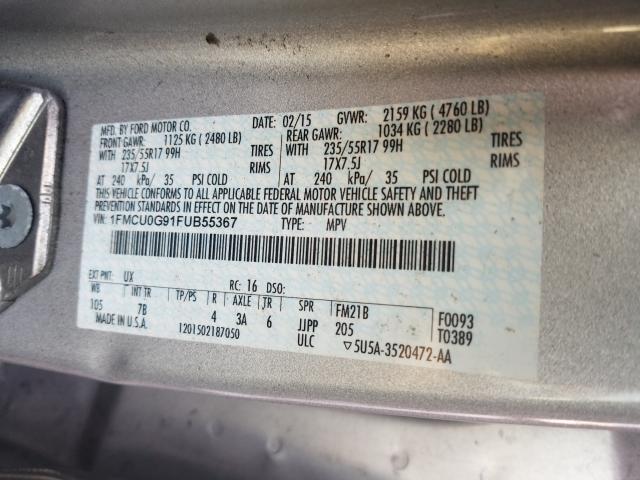 MFD. BY FORD MOTOR CO.
DATE: 02/15 GVWR: 2159 KG ( 4760 LB)
FRONT GAWR: 1125 KG ( 2480 LB)
REAR GAWR: 1034 KG ( 2280 LB)
WITH 235/55R17 99H TIRES
WITH 235/55R17 99H TIRES
17X7.5J RIMS
17X7.5J RIMS
AT 240 kPa/ 35 PSI COLD
AT 240 kPa/ 35 PSI COLD
THIS VEHICLE CONFORMS TO ALL APPLICABLE FEDERAL MOTOR VEHICLE SAFETY AND THEFT
PREVENTION STANDARDS IN EFFECT ON THE DATE OF MANUFACTURE SHOWN ABOVE.
VIN: 1FMCU0G91FUB55367 TYPE: MPV
EXT PNT: UX RC: 16 DSO:
WB INT TR TP/PS R AXLE TR SPR FM21B F0093
105 7B 4 3A 6 JJPP 205 T0389
MADE IN U.S.A. 1201502187050 ULC ▽5U5A-3520472-AA